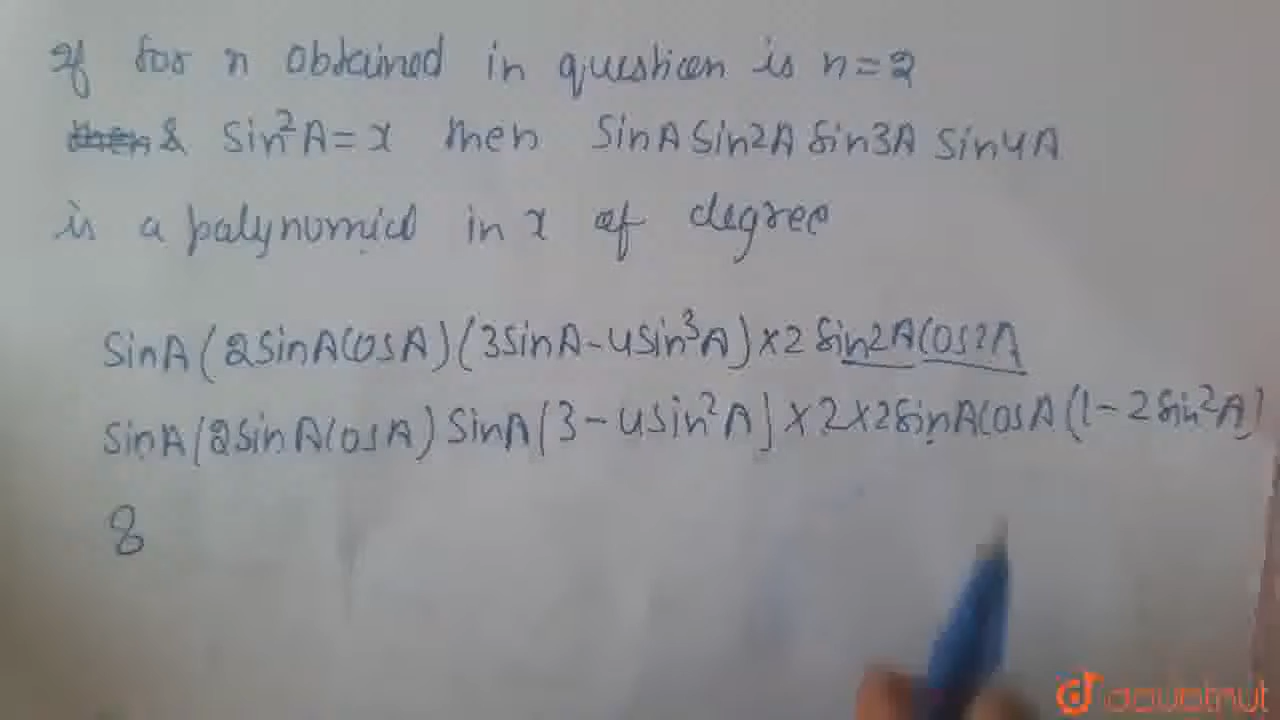 If for n obtained in question is n=2
then & Sin²A=x then SinA Sin2A Sin3A Sin4A
is a polynomial in x of degree
SinA(2SinACosA)(3SinA-4Sin³A)×2Sin2ACos2A
SinA(2SinACosA)SinA(3-4Sin²A]×2×2SinACosA(1-2Sin²A)
8
doubtnut